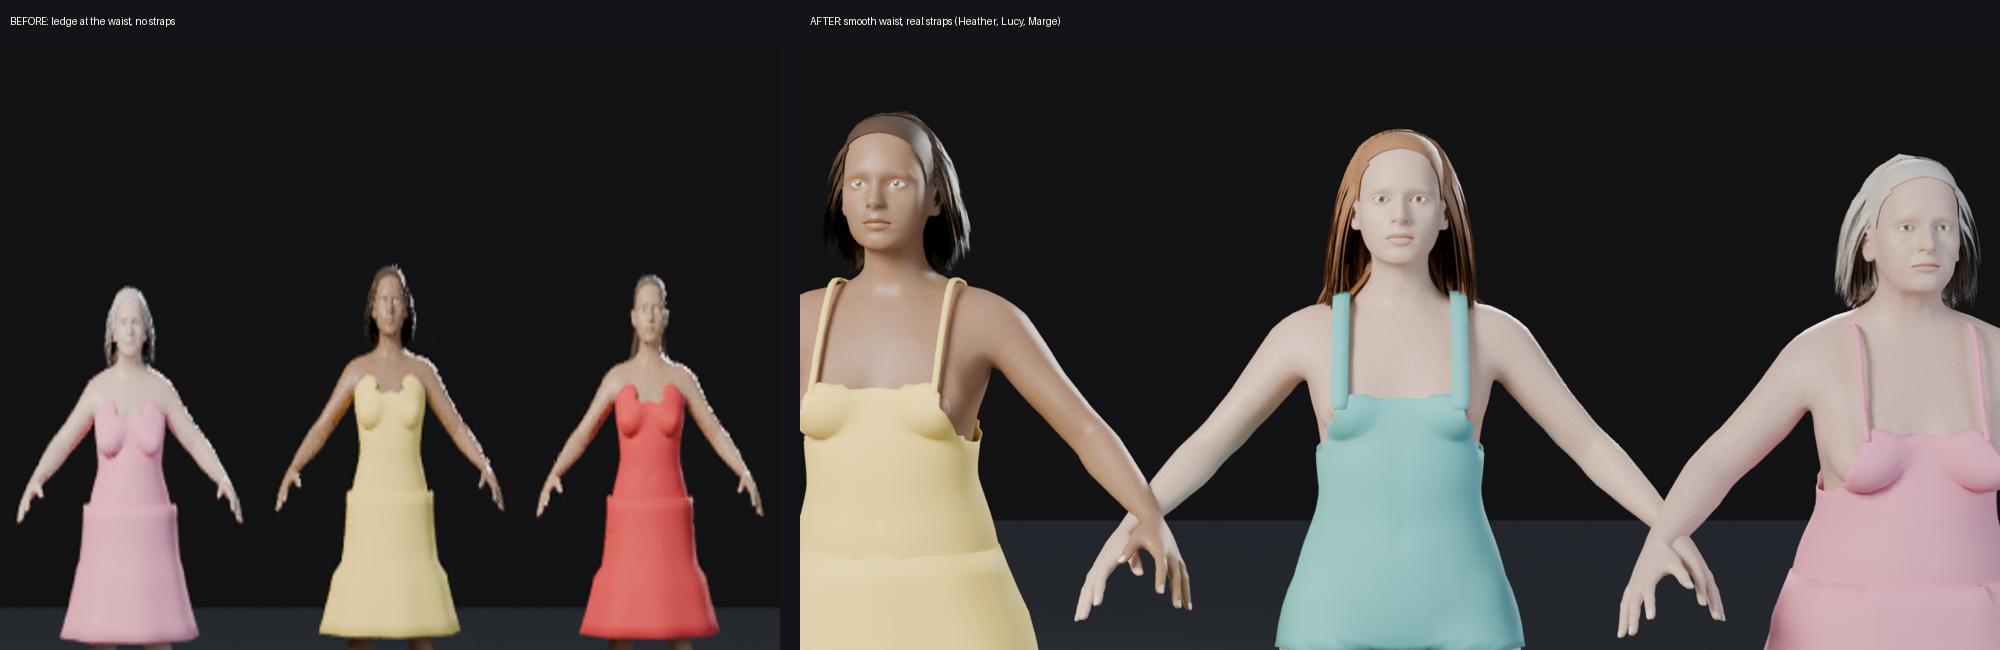 BEFORE: ledge at the waist, no straps
AFTER: smooth waist, real straps (Heather, Lucy, Marge)